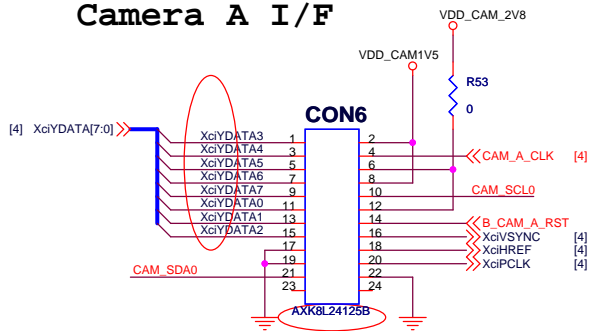 Camera A I/F
VDD_CAM_2V8
VDD_CAM1V5
R53
0
CON6
[4] XciYDATA[7:0]
XciYDATA3 1 2
XciYDATA4 3 4 CAM_A_CLK [4]
XciYDATA5 5 6
XciYDATA6 7 8
XciYDATA7 9 10 CAM_SCL0
XciYDATA0 11 12
XciYDATA1 13 14 B_CAM_A_RST
XciYDATA2 15 16 XciVSYNC [4]
17 18 XciHREF [4]
19 20 XciPCLK [4]
CAM_SDA0 21 22
23 24
AXK8L24125B